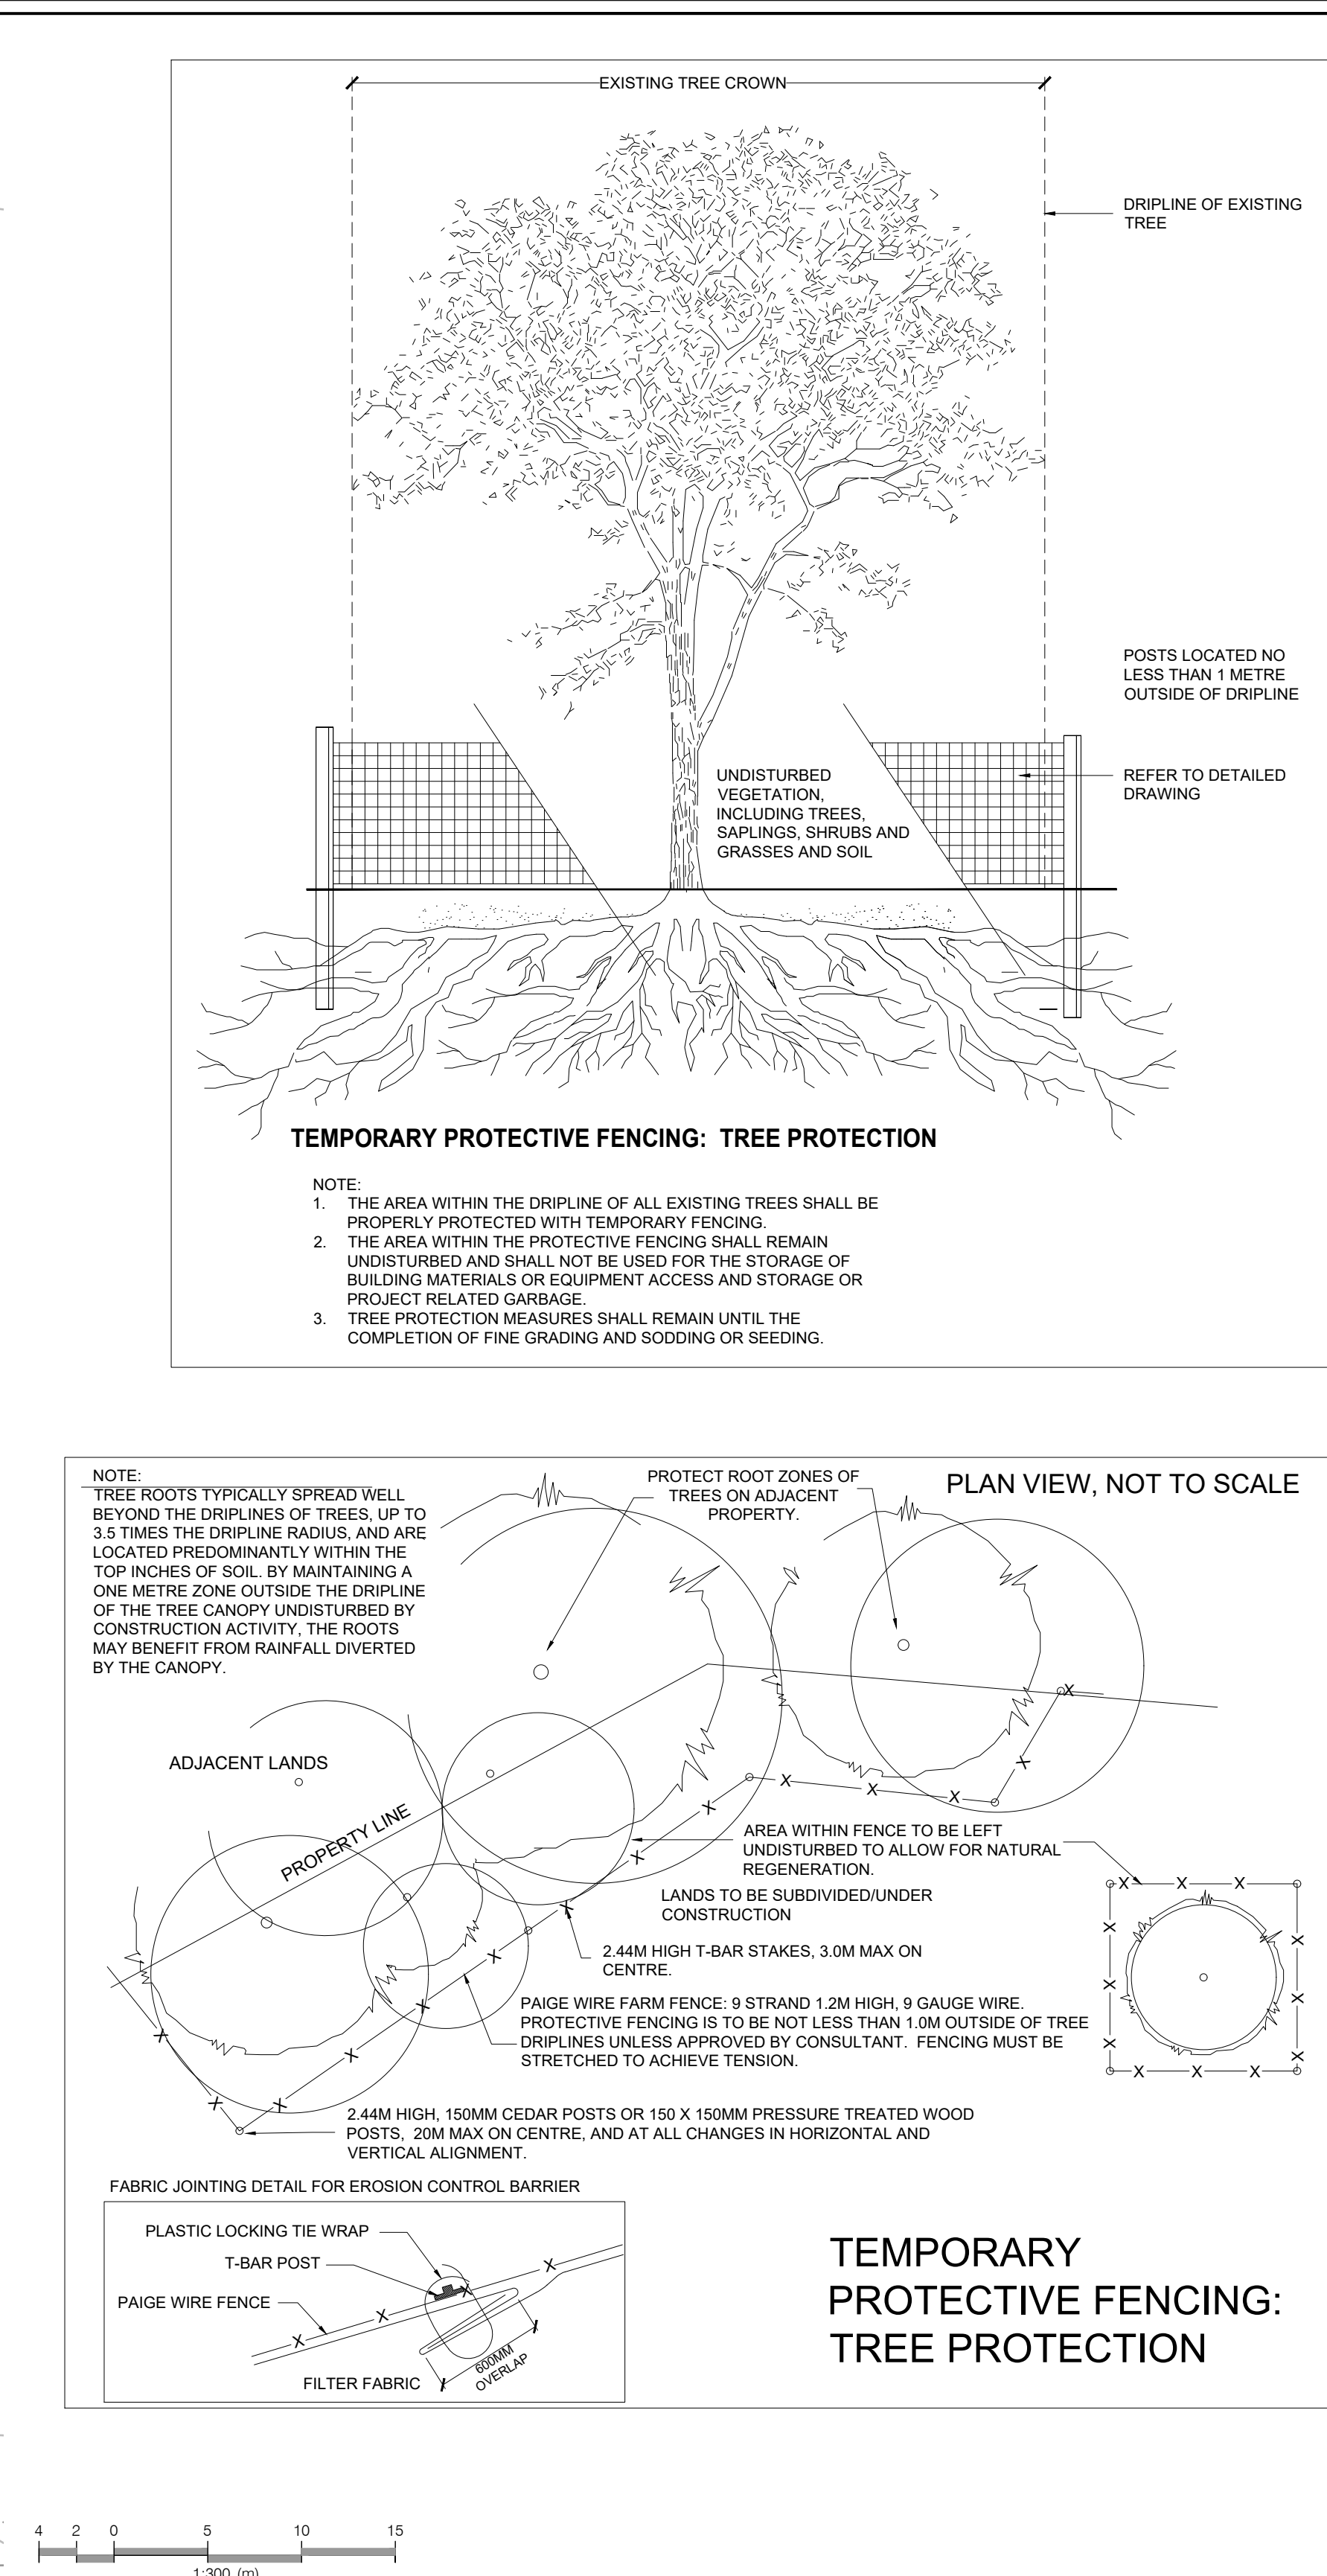 EXISTING TREE CROWN
DRIPLINE OF EXISTING
TREE
POSTS LOCATED NO
LESS THAN 1 METRE
OUTSIDE OF DRIPLINE
UNDISTURBED
VEGETATION,
INCLUDING TREES,
SAPLINGS, SHRUBS AND
GRASSES AND SOIL
REFER TO DETAILED
DRAWING
TEMPORARY PROTECTIVE FENCING: TREE PROTECTION
NOTE:
1. THE AREA WITHIN THE DRIPLINE OF ALL EXISTING TREES SHALL BE
PROPERLY PROTECTED WITH TEMPORARY FENCING.
2. THE AREA WITHIN THE PROTECTIVE FENCING SHALL REMAIN
UNDISTURBED AND SHALL NOT BE USED FOR THE STORAGE OF
BUILDING MATERIALS OR EQUIPMENT ACCESS AND STORAGE OR
PROJECT RELATED GARBAGE.
3. TREE PROTECTION MEASURES SHALL REMAIN UNTIL THE
COMPLETION OF FINE GRADING AND SODDING OR SEEDING.
NOTE:
TREE ROOTS TYPICALLY SPREAD WELL
BEYOND THE DRIPLINES OF TREES, UP TO
3.5 TIMES THE DRIPLINE RADIUS, AND ARE
LOCATED PREDOMINANTLY WITHIN THE
TOP INCHES OF SOIL. BY MAINTAINING A
ONE METRE ZONE OUTSIDE THE DRIPLINE
OF THE TREE CANOPY UNDISTURBED BY
CONSTRUCTION ACTIVITY, THE ROOTS
MAY BENEFIT FROM RAINFALL DIVERTED
BY THE CANOPY.
PROTECT ROOT ZONES OF
TREES ON ADJACENT
PROPERTY.
PLAN VIEW, NOT TO SCALE
ADJACENT LANDS
PROPERTY LINE
AREA WITHIN FENCE TO BE LEFT
UNDISTURBED TO ALLOW FOR NATURAL
REGENERATION.
LANDS TO BE SUBDIVIDED/UNDER
CONSTRUCTION
2.44M HIGH T-BAR STAKES, 3.0M MAX ON
CENTRE.
PAIGE WIRE FARM FENCE: 9 STRAND 1.2M HIGH, 9 GAUGE WIRE.
PROTECTIVE FENCING IS TO BE NOT LESS THAN 1.0M OUTSIDE OF TREE
DRIPLINES UNLESS APPROVED BY CONSULTANT. FENCING MUST BE
STRETCHED TO ACHIEVE TENSION.
2.44M HIGH, 150MM CEDAR POSTS OR 150 X 150MM PRESSURE TREATED WOOD
POSTS, 20M MAX ON CENTRE, AND AT ALL CHANGES IN HORIZONTAL AND
VERTICAL ALIGNMENT.
FABRIC JOINTING DETAIL FOR EROSION CONTROL BARRIER
PLASTIC LOCKING TIE WRAP
T-BAR POST
PAIGE WIRE FENCE
FILTER FABRIC
600MM
OVERLAP
TEMPORARY
PROTECTIVE FENCING:
TREE PROTECTION
4 2 0 5 10 15
1:300 (m)